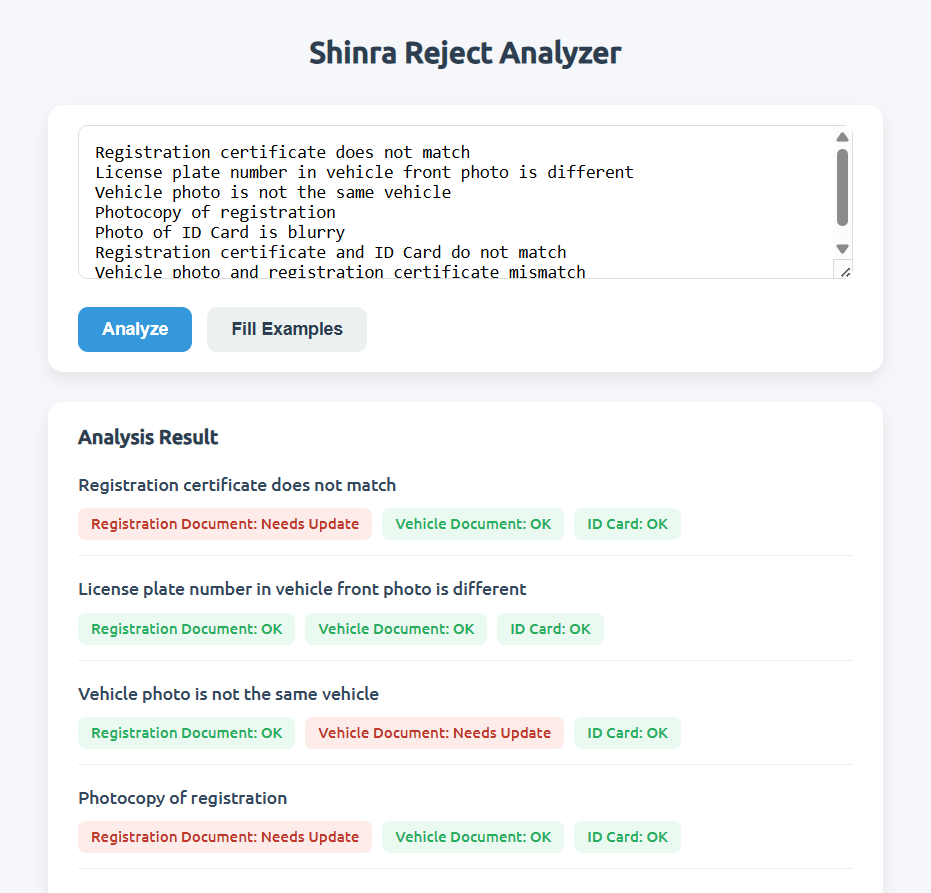 Shinra Reject Analyzer
Registration certificate does not match
License plate number in vehicle front photo is different
Vehicle photo is not the same vehicle
Photocopy of registration
Photo of ID Card is blurry
Registration certificate and ID Card do not match
Vehicle photo and registration certificate mismatch
Analyze Fill Examples
Analysis Result
Registration certificate does not match
Registration Document: Needs Update Vehicle Document: OK ID Card: OK
License plate number in vehicle front photo is different
Registration Document: OK Vehicle Document: OK ID Card: OK
Vehicle photo is not the same vehicle
Registration Document: OK Vehicle Document: Needs Update ID Card: OK
Photocopy of registration
Registration Document: Needs Update Vehicle Document: OK ID Card: OK